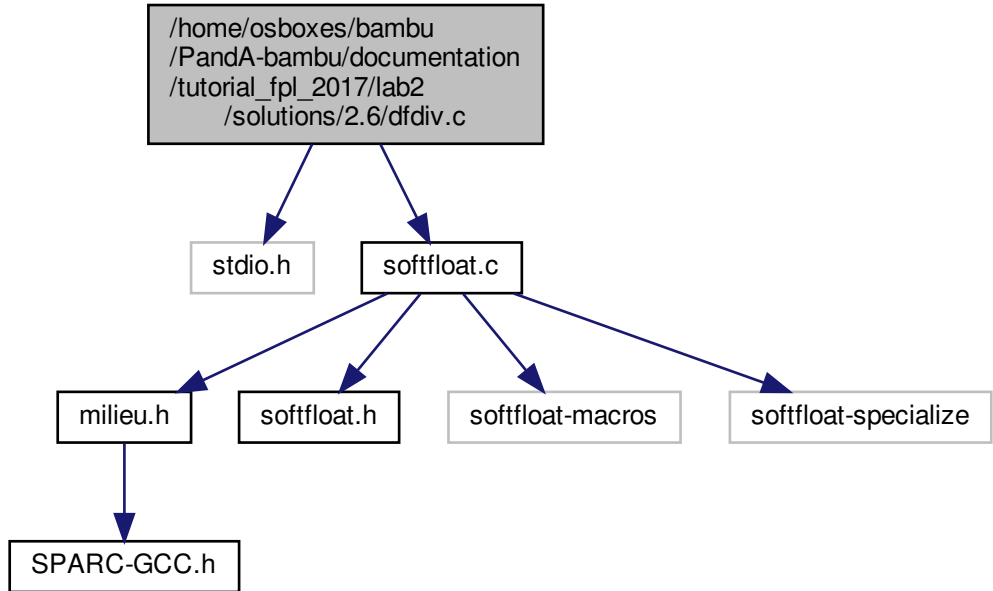 /home/osboxes/bambu
/PandA-bambu/documentation
/tutorial_fpl_2017/lab2
/solutions/2.6/dfdiv.c
stdio.h
softfloat.c
milieu.h
softfloat.h
softfloat-macros
softfloat-specialize
SPARC-GCC.h